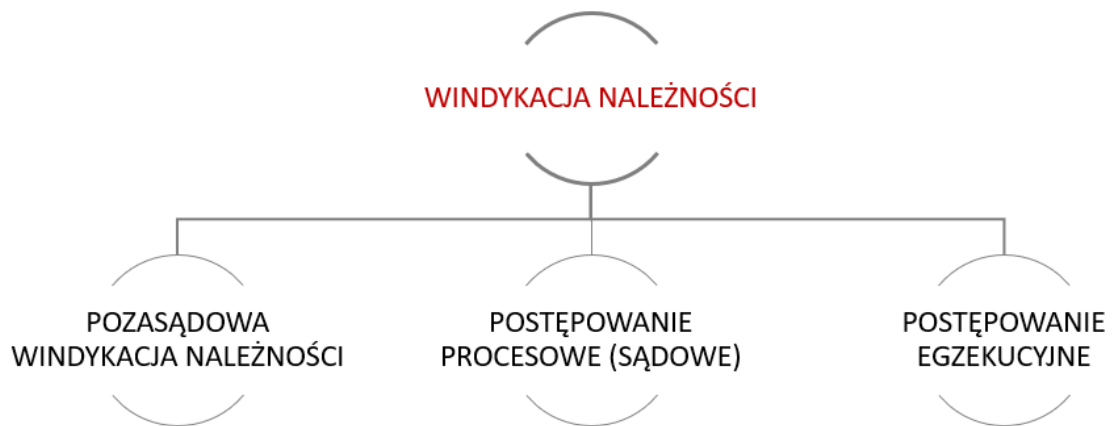 WINDYKACJA NALEŻNOŚCI
POZASĄDOWA
WINDYKACJA NALEŻNOŚCI
POSTĘPOWANIE
PROCESOWE (SĄDOWE)
POSTĘPOWANIE
EGZEKUCYJNE